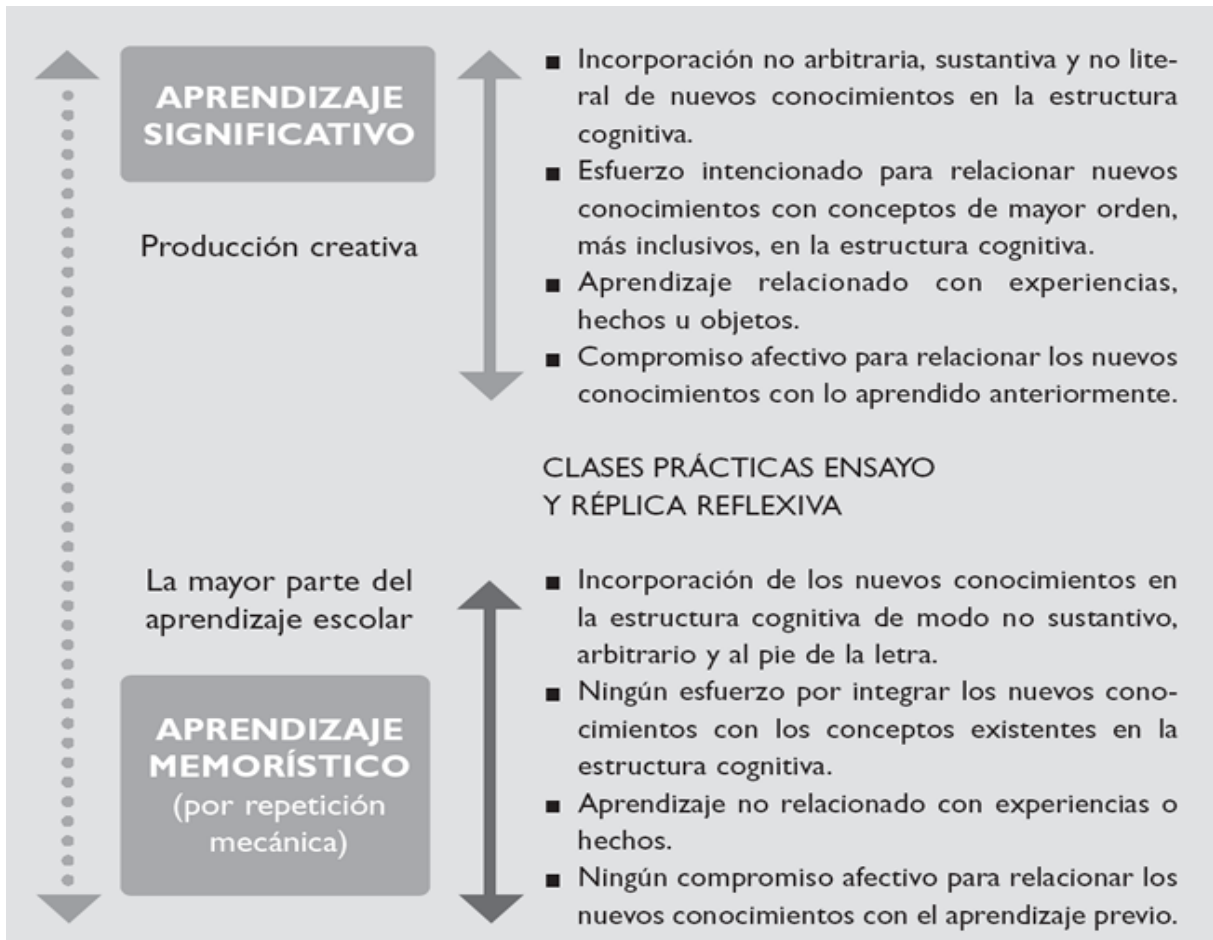 APRENDIZAJE
SIGNIFICATIVO
Producción creativa
■ Incorporación no arbitraria, sustantiva y no lite-
ral de nuevos conocimientos en la estructura
cognitiva.
■ Esfuerzo intencionado para relacionar nuevos
conocimientos con conceptos de mayor orden,
más inclusivos, en la estructura cognitiva.
■ Aprendizaje relacionado con experiencias,
hechos u objetos.
■ Compromiso afectivo para relacionar los nuevos
conocimientos con lo aprendido anteriormente.
CLASES PRÁCTICAS ENSAYO
Y RÉPLICA REFLEXIVA
La mayor parte del
aprendizaje escolar
APRENDIZAJE
MEMORÍSTICO
(por repetición
mecánica)
■ Incorporación de los nuevos conocimientos en
la estructura cognitiva de modo no sustantivo,
arbitrario y al pie de la letra.
■ Ningún esfuerzo por integrar los nuevos cono-
cimientos con los conceptos existentes en la
estructura cognitiva.
■ Aprendizaje no relacionado con experiencias o
hechos.
■ Ningún compromiso afectivo para relacionar los
nuevos conocimientos con el aprendizaje previo.